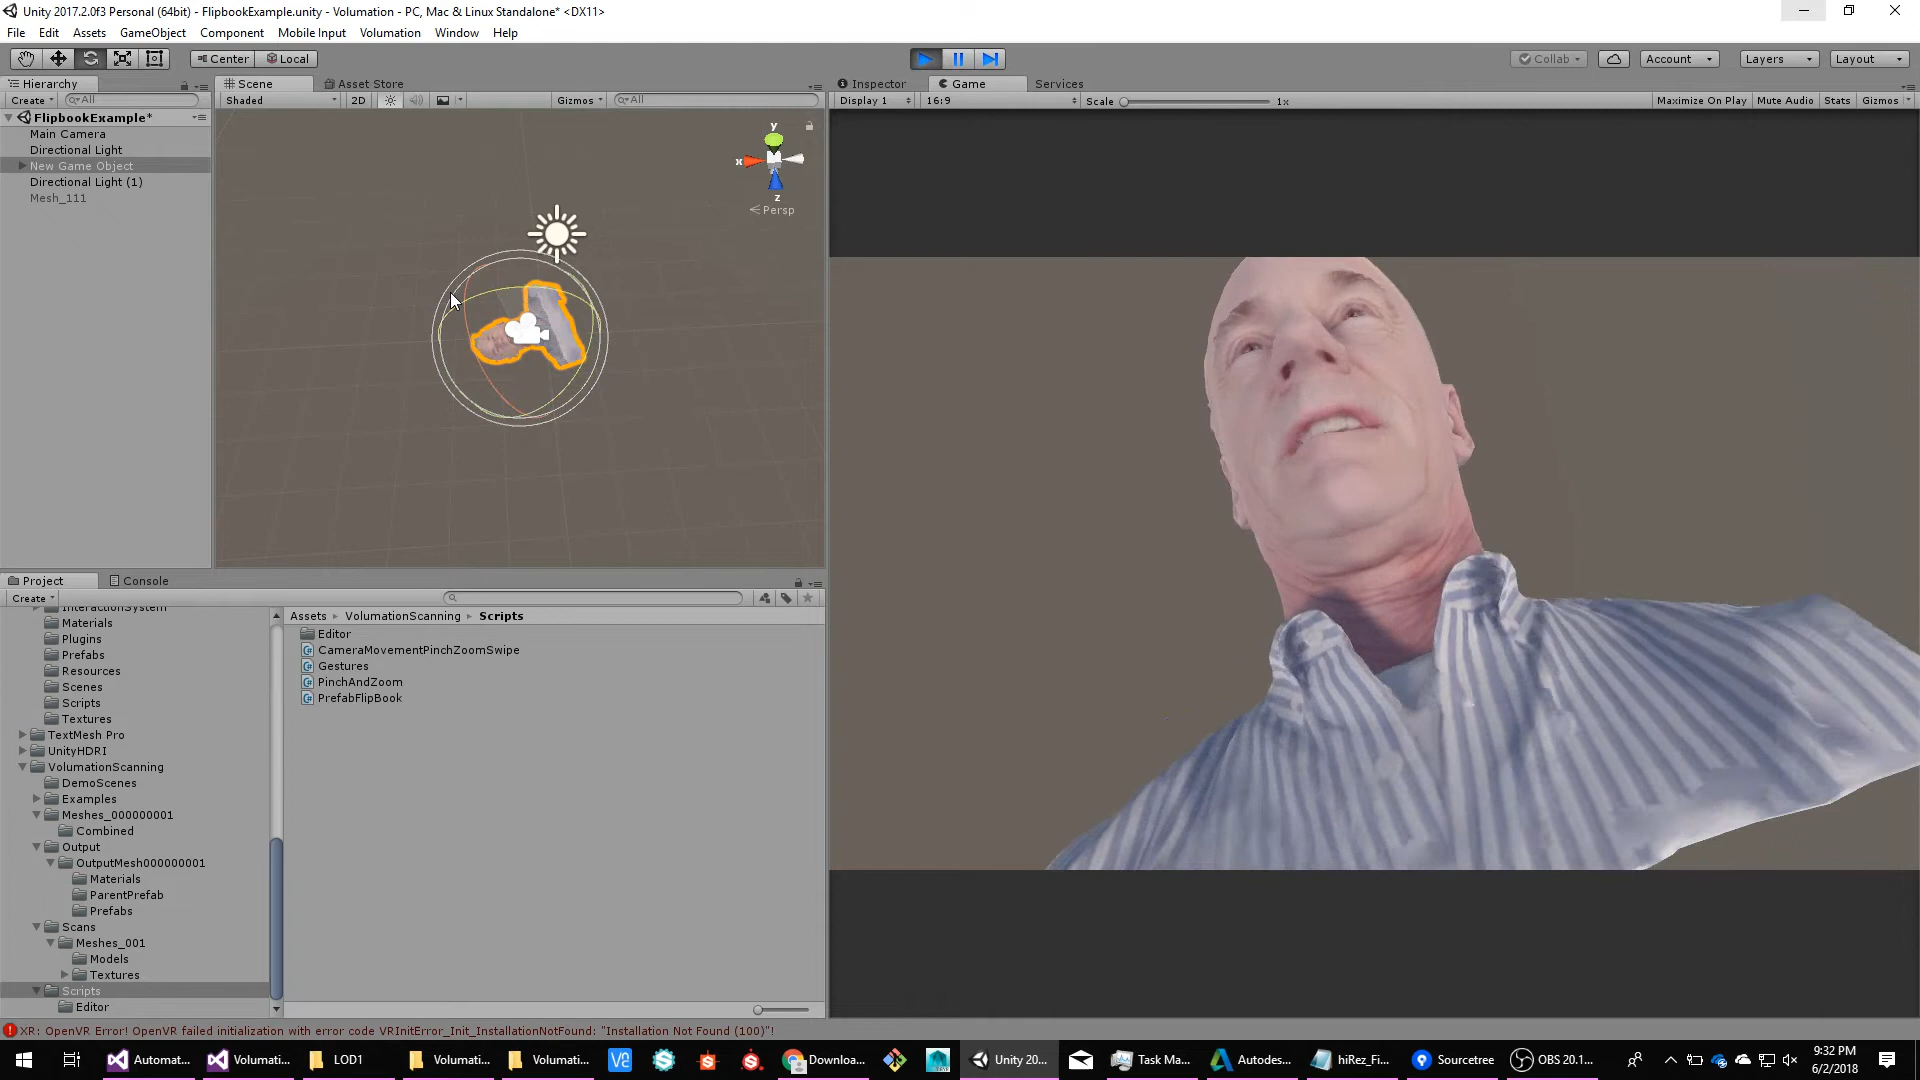 Unity 2017.2.0f3 Personal (64bit) - FlipbookExample.unity - Volumation - PC, Mac & Linux Standalone* <DX11>
File Edit Assets GameObject Component Mobile Input Volumation Window Help
Center Local Collab Account Layers Layout
Hierarchy Scene Asset Store Inspector Game Services
Create All Shaded 2D Gizmos All Display 1 16:9 Scale 1x Maximize On Play Mute Audio Stats Gizmos
FlipbookExample*
Main Camera
Directional Light
New Game Object
Directional Light (1)
Mesh_111
y
x
z
Persp
Project Console
Create
Assets VolumationScanning Scripts
InteractionSystem
Materials
Plugins
Prefabs
Resources
Scenes
Scripts
Textures
TextMesh Pro
UnityHDRI
VolumationScanning
DemoScenes
Examples
Meshes_000000001
Combined
Output
OutputMesh000000001
Materials
ParentPrefab
Prefabs
Scans
Meshes_001
Models
Textures
Scripts
Editor
Editor
CameraMovementPinchZoomSwipe
Gestures
PinchAndZoom
PrefabFlipBook
XR: OpenVR Error! OpenVR failed initialization with error code VRInitError_Init_InstallationNotFound: "Installation Not Found (100)"!
Automat... Volumati... LOD1 Volumati... Volumati... Downloa... Unity 20... Task Ma... Autodes... hiRez_Fi... Sourcetree OBS 20.1...
9:32 PM
6/2/2018